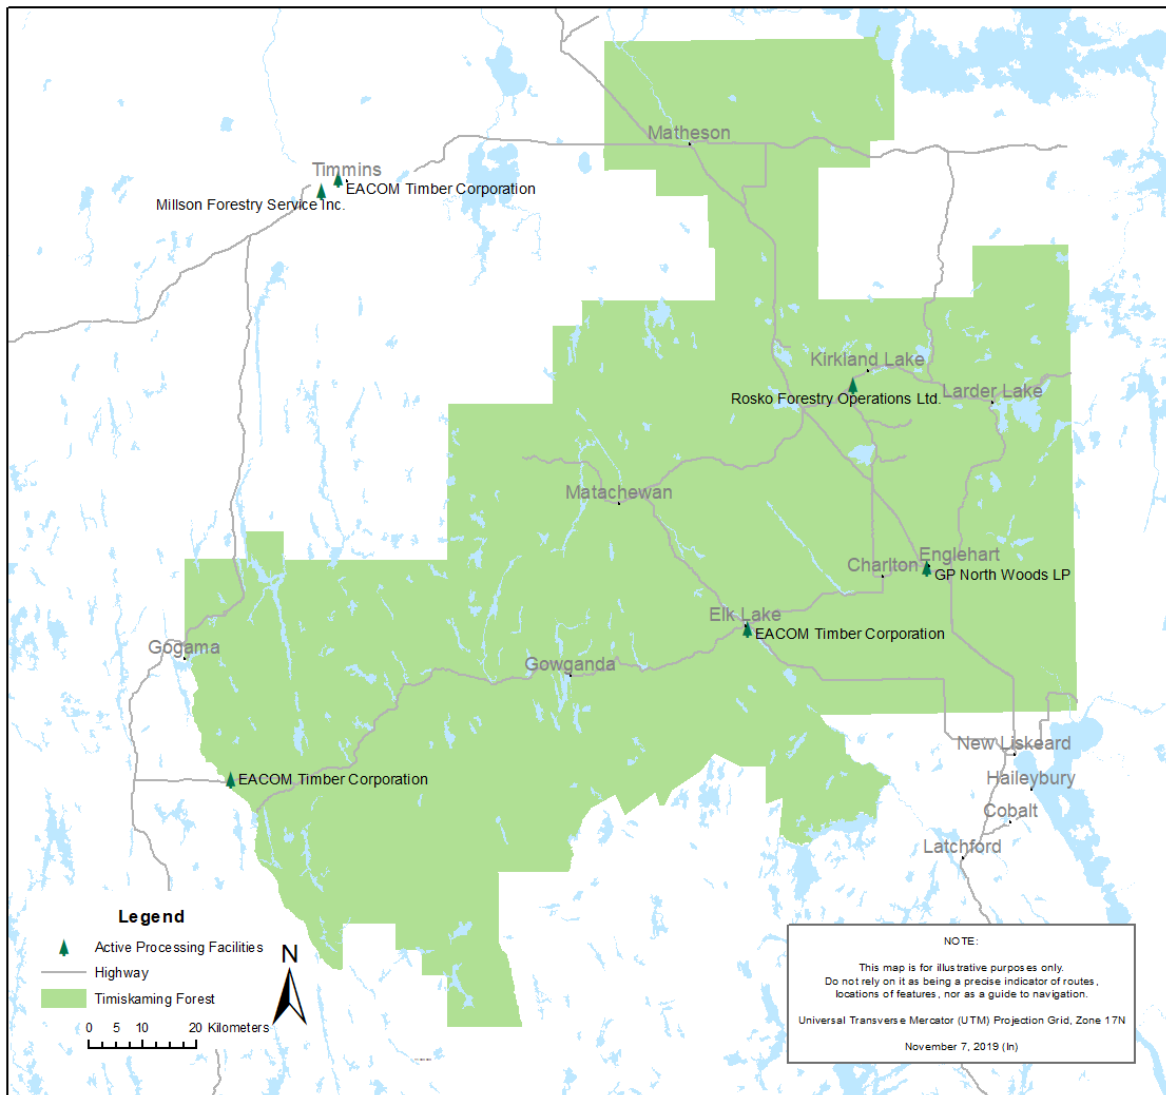 Matheson
Timmins
EACOM Timber Corporation
Millson Forestry Service Inc.
Kirkland Lake
Larder Lake
Rosko Forestry Operations Ltd.
Matachewan
Englehart
Charlton
GP North Woods LP
Elk Lake
EACOM Timber Corporation
Gogama
Gowganda
New Liskeard
EACOM Timber Corporation
Haileybury
Cobalt
Latchford
Legend
Active Processing Facilities
Highway
Timiskaming Forest
0 5 10 20 Kilometers
N
NOTE:
This map is for illustrative purposes only.
Do not rely on it as being a precise indicator of routes,
locations of features, nor as a guide to navigation.
Universal Transverse Mercator (UTM) Projection Grid, Zone 17N
November 7, 2019 (ln)